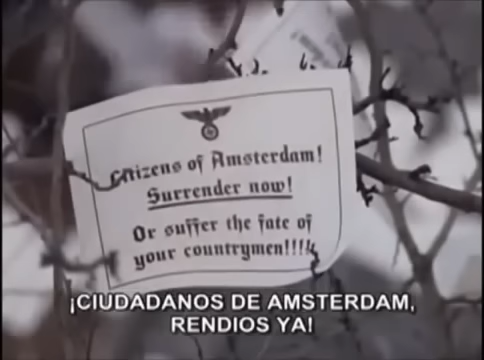 Citizens of Amsterdam!
Surrender now!
Or suffer the fate of
your countrymen!!!!
¡CIUDADANOS DE AMSTERDAM,
RENDIOS YA!